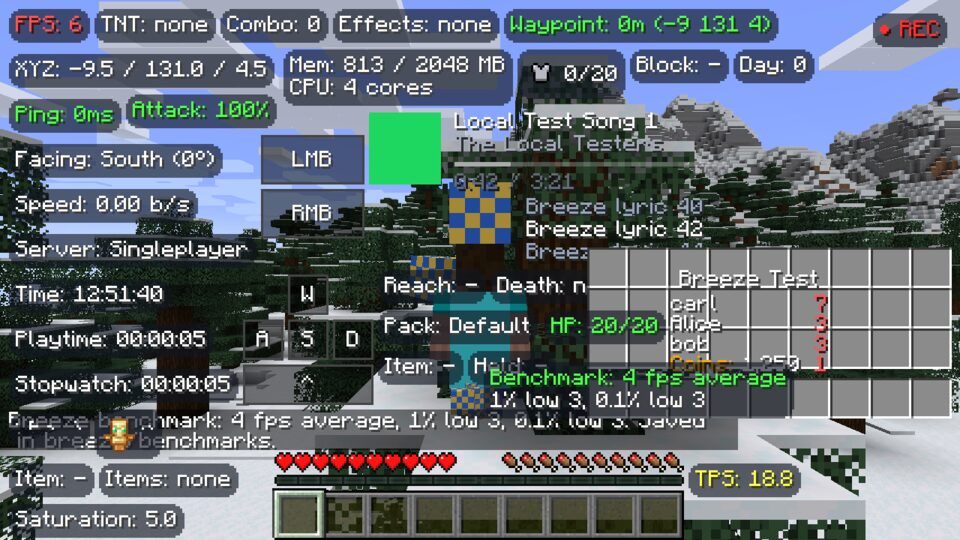 FPS: 6 TNT: none Combo: 0 Effects: none Waypoint: 0m (-9 131 4) REC
XYZ: -9.5 / 131.0 / 4.5 Mem: 813 / 2048 MB 0/20 Block: - Day: 0
CPU: 4 cores
Ping: 0ms Attack: 100%
Local Test Song 1
The Local Testers
Facing: South (0°) LMB
0:42 / 3:21
Speed: 0.00 b/s RMB
Breeze lyric 40
Breeze lyric 42
Server: Singleplayer Breeze
Breeze Test
Reach: - Death: n
Time: 12:51:40 W
carl 7
Pack: Default HP: 20/20 Alice 3
Playtime: 00:00:05 A S D
bob 3
Item: - Hold: -
Coins: 1,250 1
Benchmark: 4 fps average
1% low 3, 0.1% low 3
Stopwatch: 00:00:05 ^
Breeze benchmark: 4 fps average, 1% low 3, 0.1% low 3. Saved
in breeze benchmarks.
Item: - Items: none TPS: 18.8
Saturation: 5.0